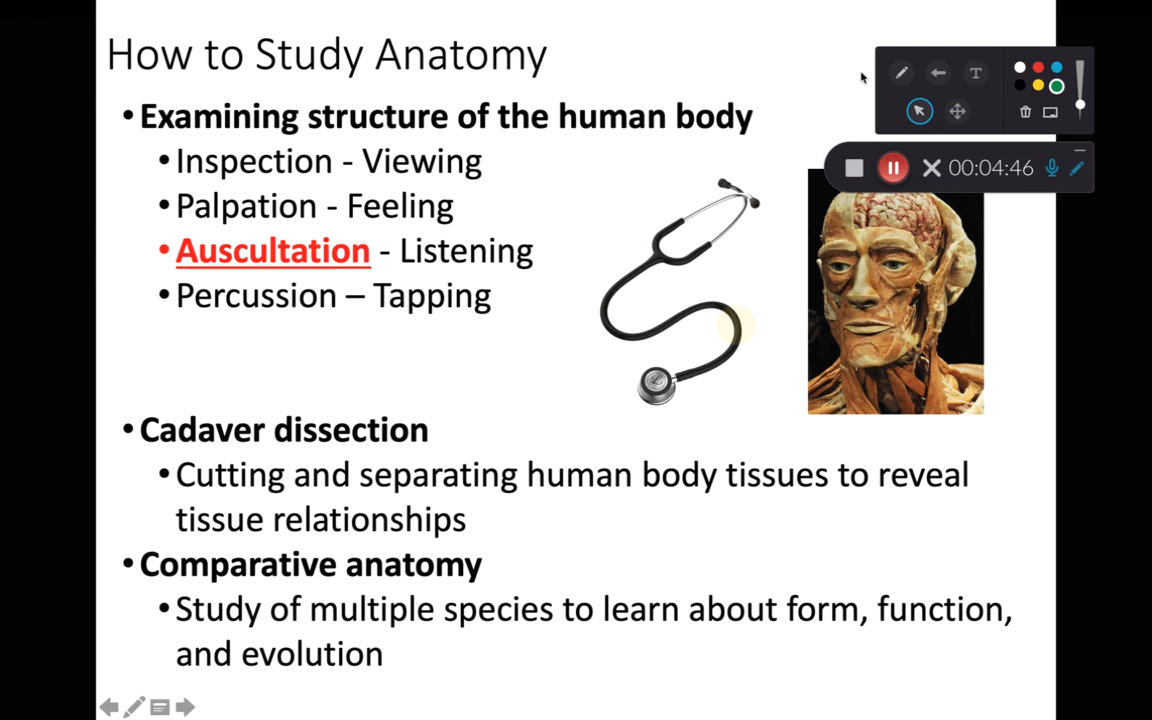 How to Study Anatomy
• Examining structure of the human body
• Inspection - Viewing
• Palpation - Feeling
• Auscultation - Listening
• Percussion – Tapping
• Cadaver dissection
• Cutting and separating human body tissues to reveal
tissue relationships
• Comparative anatomy
• Study of multiple species to learn about form, function,
and evolution
T
00:04:46